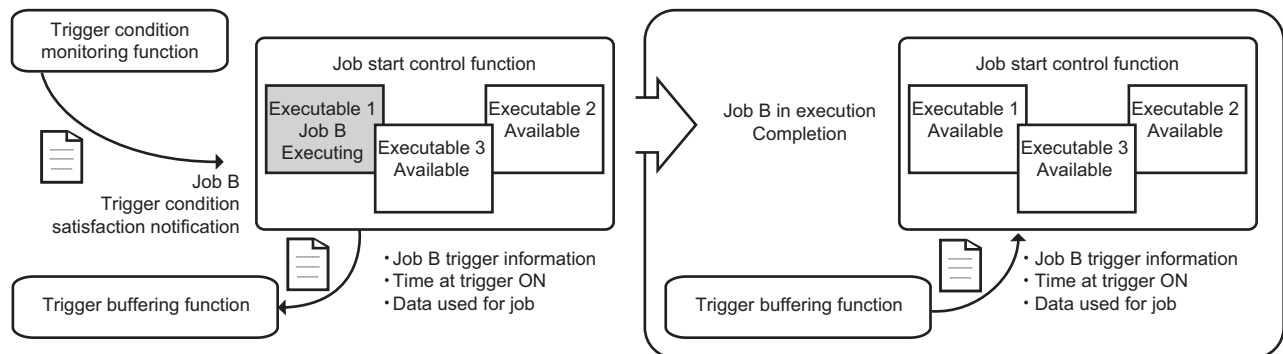 Trigger condition
monitoring function
Job start control function
Executable 1
Job B
Executing
Executable 2
Available
Executable 3
Available
Job B
Trigger condition
satisfaction notification
・Job B trigger information
・Time at trigger ON
・Data used for job
Trigger buffering function
Job B in execution
Completion
Job start control function
Executable 1
Available
Executable 2
Available
Executable 3
Available
・Job B trigger information
・Time at trigger ON
・Data used for job
Trigger buffering function